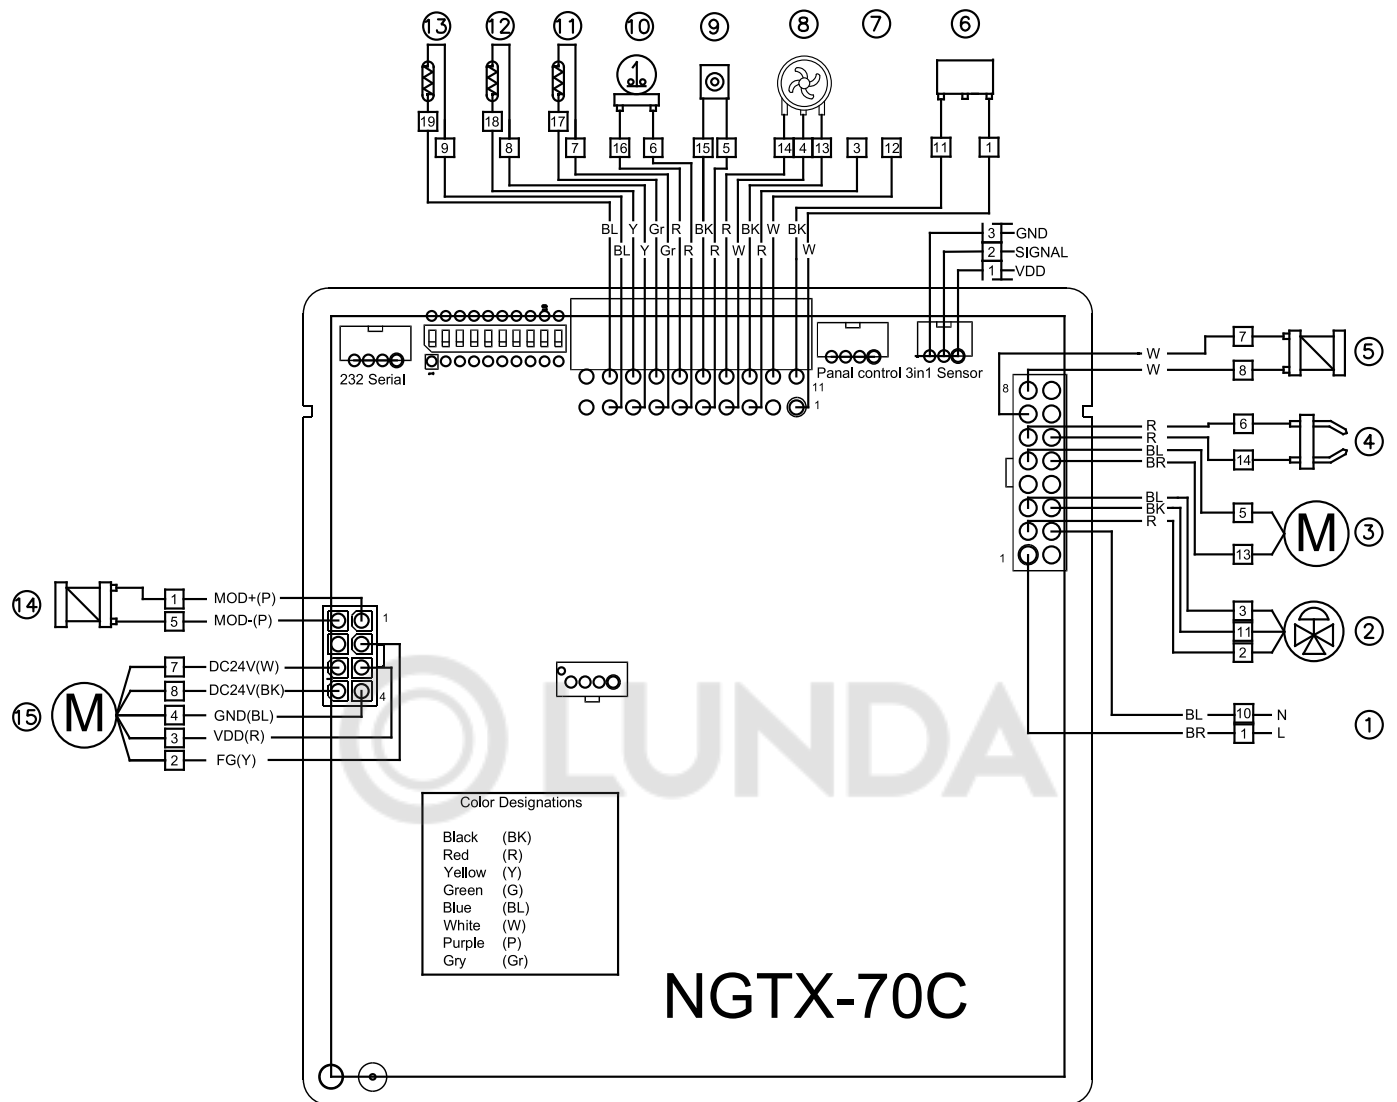 13 12 11 10 9 8 7 6
19 18 17
9 8 7 16 6 15 5 14 4 13 3 12 11 1
BL Y Gr R BK R BK W BK
BL Y Gr R R W R W
3 GND
2 SIGNAL
1 VDD
232 Serial
Panal control 3in1 Sensor
11
1
8
1
W 7
W 8
5
R 6
R 14
4
BL
BR
5
13
M
3
BL
BK
R
3
11
2
2
BL 10 N
BR 1 L
1
14
1 MOD+(P)
5 MOD-(P)
1
4
15
M
7 DC24V(W)
8 DC24V(BK)
4 GND(BL)
3 VDD(R)
2 FG(Y)
LUNDA
Color Designations
Black (BK)
Red (R)
Yellow (Y)
Green (G)
Blue (BL)
White (W)
Purple (P)
Gry (Gr)
NGTX-70C